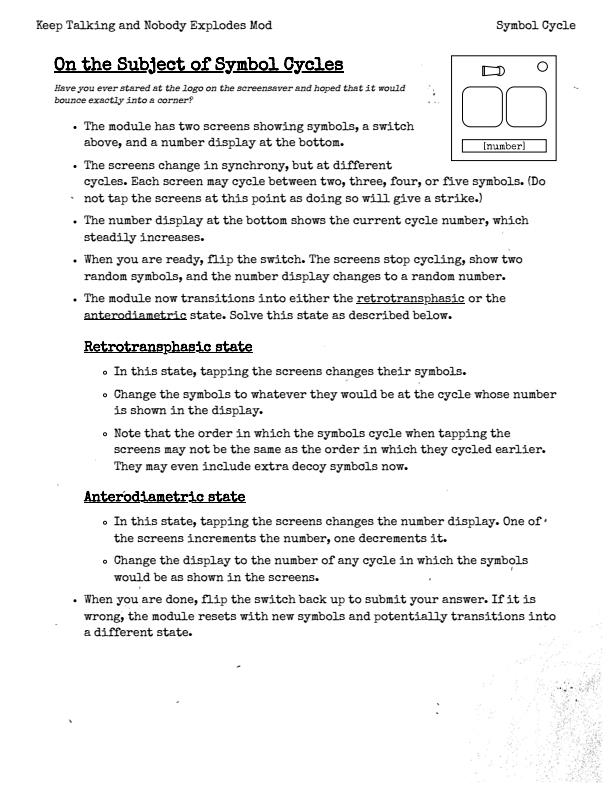 Keep Talking and Nobody Explodes Mod
Symbol Cycle
On the Subject of Symbol Cycles
Have you ever stared at the logo on the screensaver and hoped that it would
bounce exactly into a corner?
• The module has two screens showing symbols, a switch
above, and a number display at the bottom.
[number]
• The screens change in synchrony, but at different
cycles. Each screen may cycle between two, three, four, or five symbols. (Do
not tap the screens at this point as doing so will give a strike.)
• The number display at the bottom shows the current cycle number, which
steadily increases.
• When you are ready, flip the switch. The screens stop cycling, show two
random symbols, and the number display changes to a random number.
• The module now transitions into either the retrotransphasic or the
anterodiametric state. Solve this state as described below.
Retrotransphasic state
∘ In this state, tapping the screens changes their symbols.
∘ Change the symbols to whatever they would be at the cycle whose number
is shown in the display.
∘ Note that the order in which the symbols cycle when tapping the
screens may not be the same as the order in which they cycled earlier.
They may even include extra decoy symbols now.
Anterodiametric state
∘ In this state, tapping the screens changes the number display. One of
the screens increments the number, one decrements it.
∘ Change the display to the number of any cycle in which the symbols
would be as shown in the screens.
• When you are done, flip the switch back up to submit your answer. If it is
wrong, the module resets with new symbols and potentially transitions into
a different state.